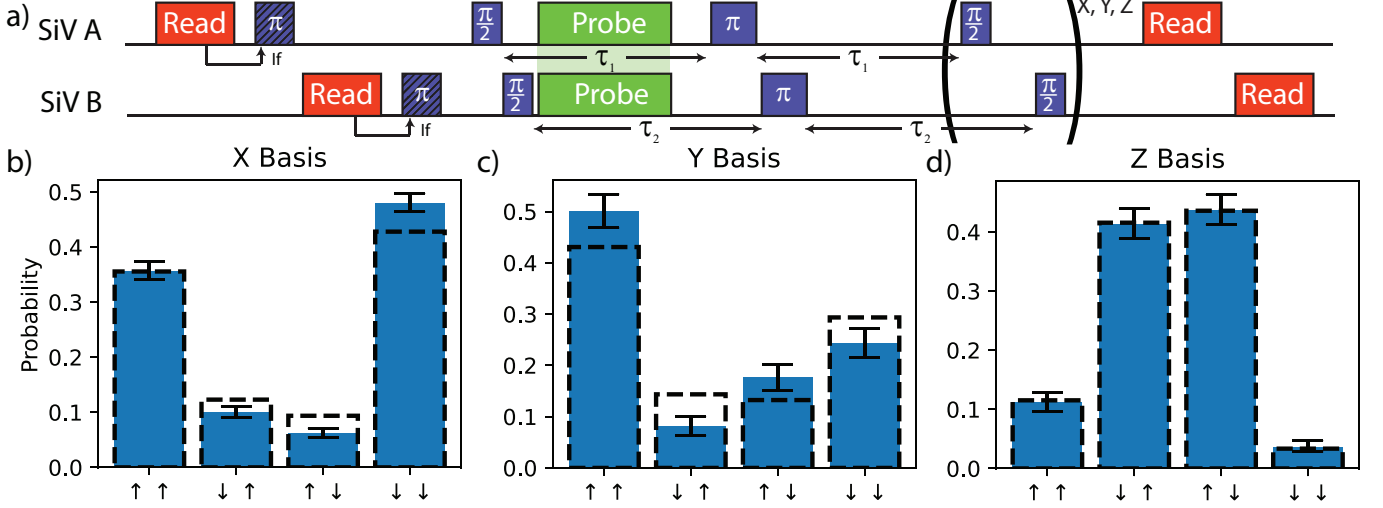 a)
SiV A
Read
π
If
π/2
Probe
τ₁
π
τ₁
π/2
X, Y, Z
Read
SiV B
Read
π
If
π/2
Probe
τ₂
π
τ₂
π/2
Read
b)
X Basis
Probability
0.5
0.4
0.3
0.2
0.1
0.0
↑ ↑
↓ ↑
↑ ↓
↓ ↓
c)
Y Basis
0.5
0.4
0.3
0.2
0.1
0.0
↑ ↑
↓ ↑
↑ ↓
↓ ↓
d)
Z Basis
0.4
0.3
0.2
0.1
0.0
↑ ↑
↓ ↑
↑ ↓
↓ ↓